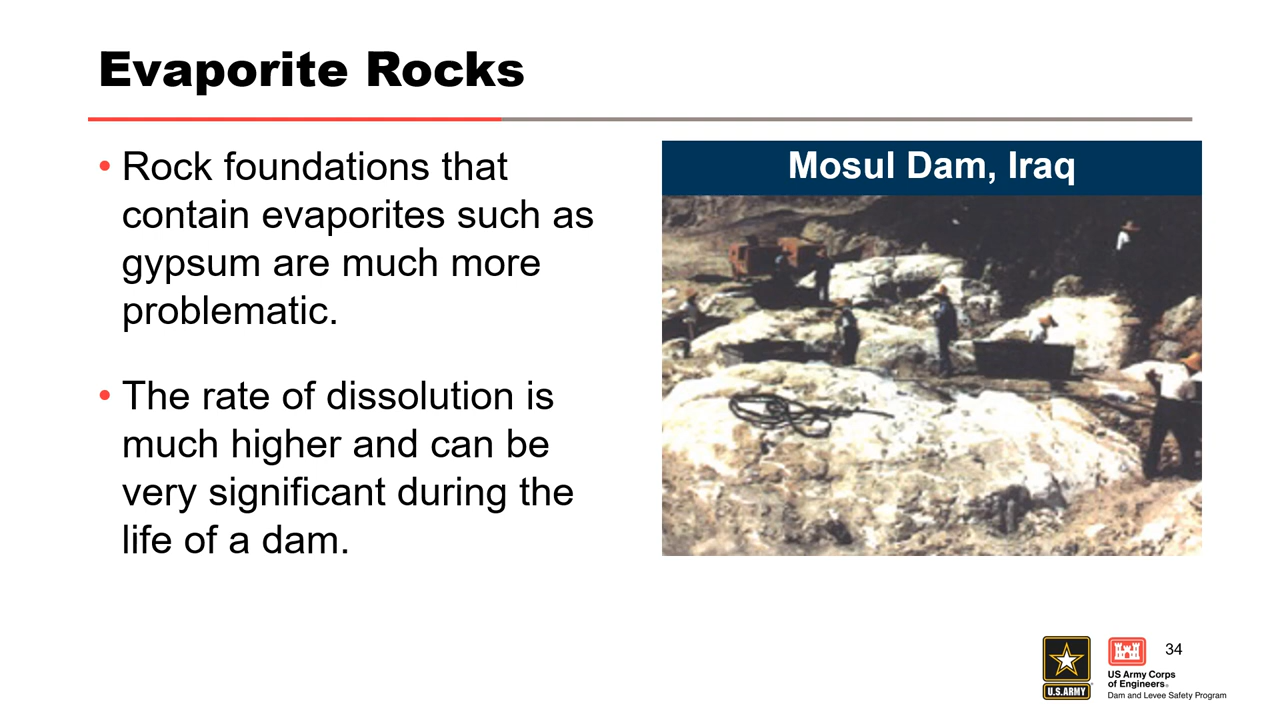 Evaporite Rocks
• Rock foundations that
contain evaporites such as
gypsum are much more
problematic.
• The rate of dissolution is
much higher and can be
very significant during the
life of a dam.
Mosul Dam, Iraq
34
U.S.ARMY
US Army Corps
of Engineers®
Dam and Levee Safety Program